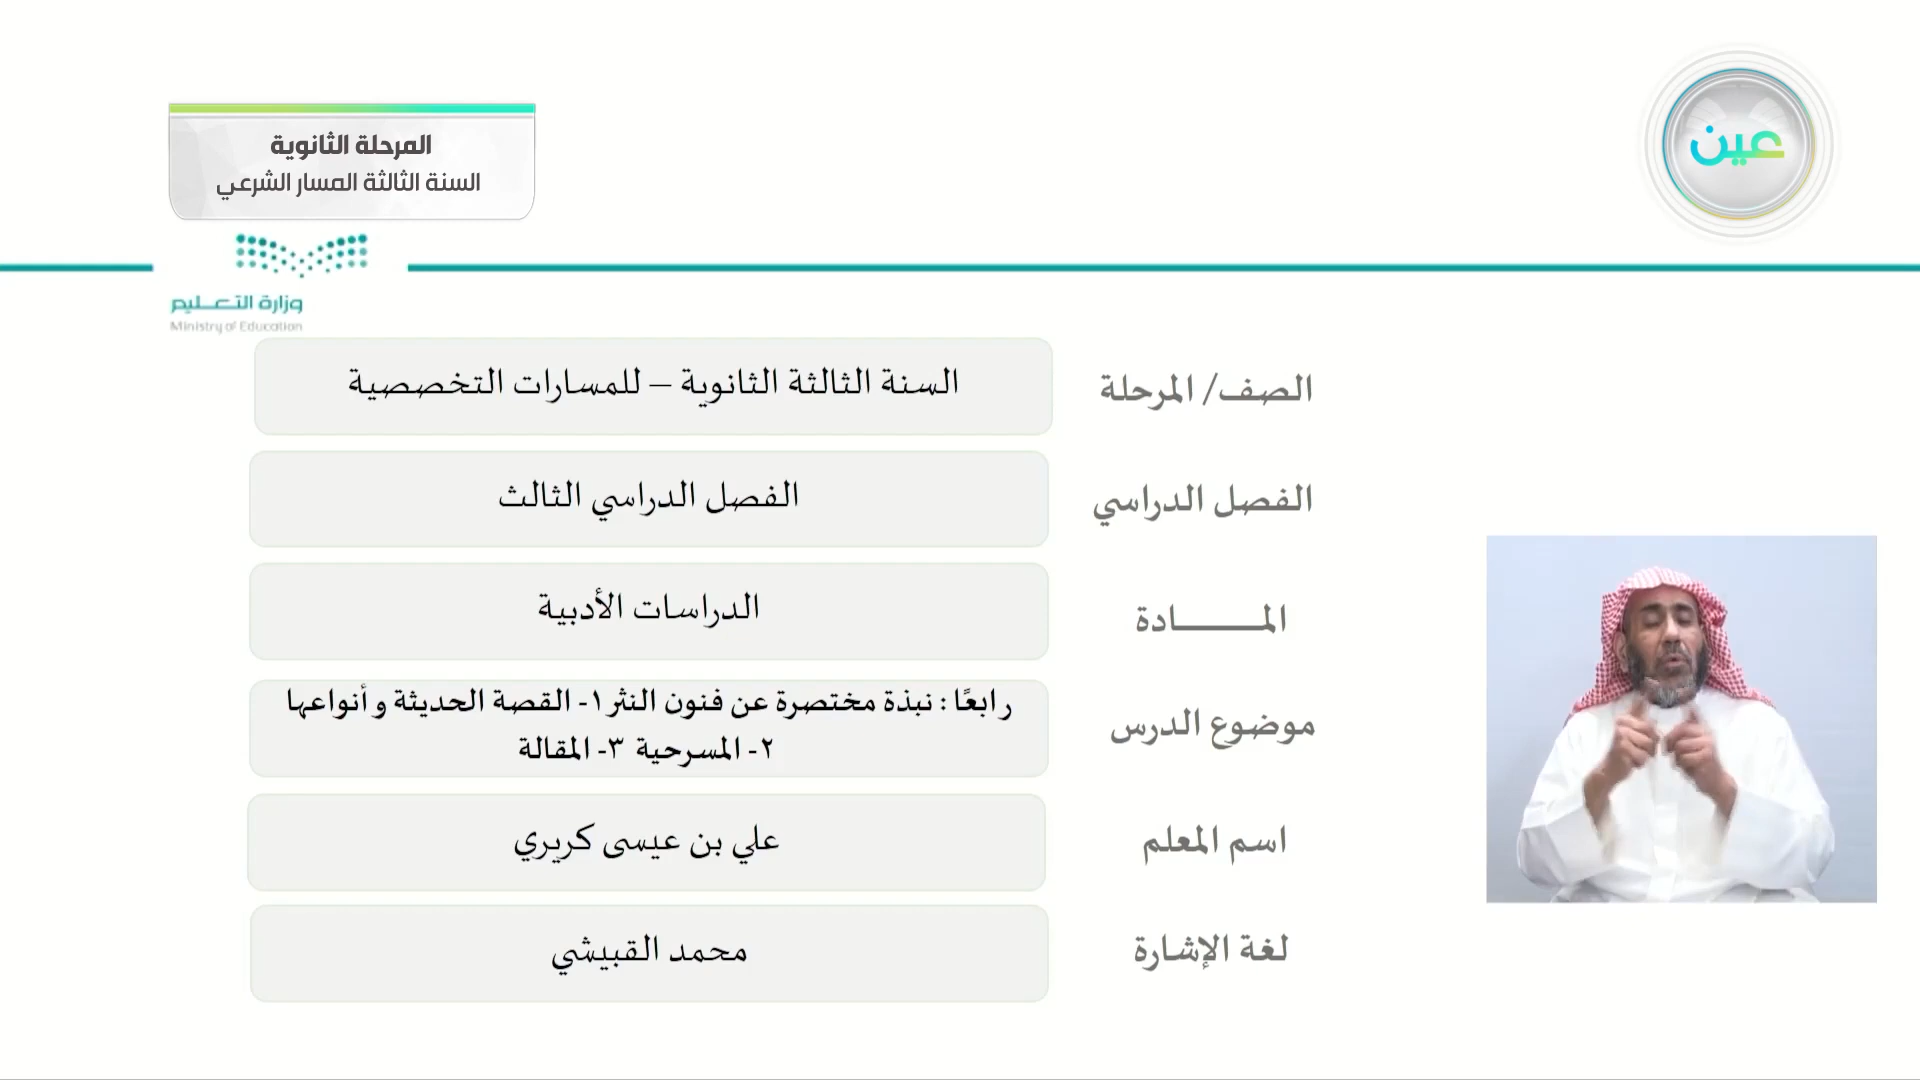 عين
المرحلة الثانوية
السنة الثالثة المسار الشرعي
وزارة التعليم
Ministry of Education
الصف/ المرحلة
السنة الثالثة الثانوية – للمسارات التخصصية
الفصل الدراسي
الفصل الدراسي الثالث
المــــــــادة
الدراسات الأدبية
موضوع الدرس
رابعًا : نبذة مختصرة عن فنون النثر ١- القصة الحديثة وأنواعها
٢- المسرحية ٣- المقالة
اسم المعلم
علي بن عيسى كريري
لغة الإشارة
محمد القبيشي